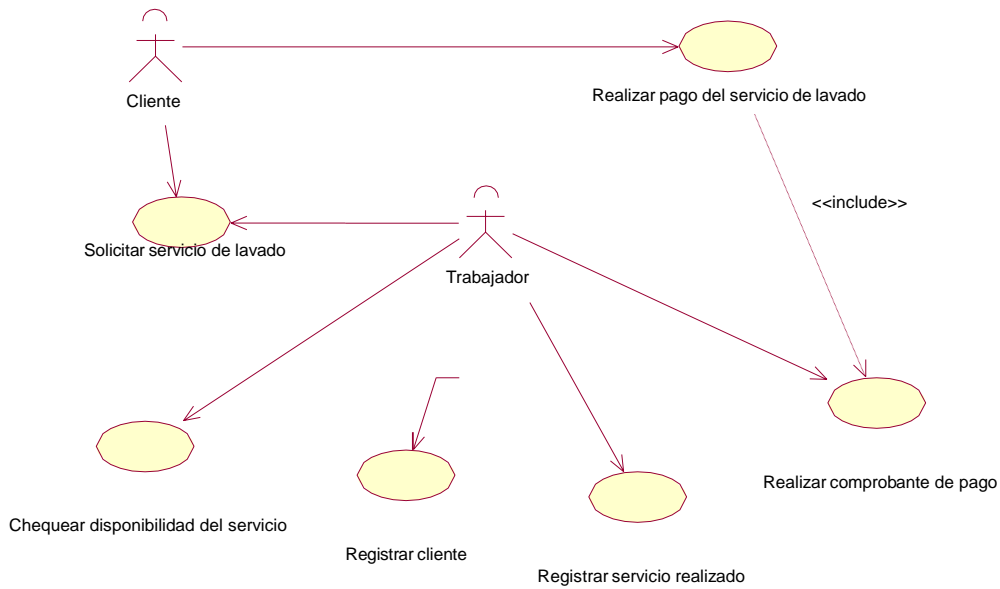 Cliente
Realizar pago del servicio de lavado
<<include>>
Solicitar servicio de lavado
Trabajador
Realizar comprobante de pago
Chequear disponibilidad del servicio
Registrar cliente
Registrar servicio realizado